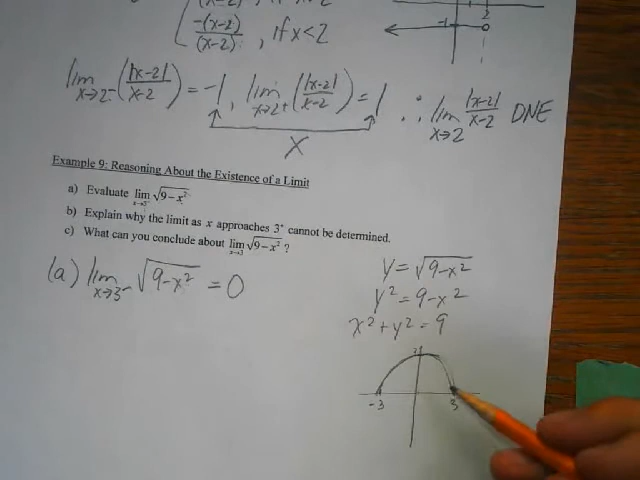 -(x-2)/(x-2), if x<2
2
-1
lim x→2⁻ (|x-2|/x-2) = -1, lim x→2+ (|x-2|/x-2) = 1 ∴ lim x→2 |x-2|/x-2 DNE
X
Example 9: Reasoning About the Existence of a Limit
a) Evaluate lim x→3⁻ √9-x²
b) Explain why the limit as x approaches 3⁺ cannot be determined.
c) What can you conclude about lim x→3 √9-x² ?
(a) lim x→3⁻ √9-x² = 0
y = √9-x²
y² = 9-x²
x² + y² = 9
-3 3